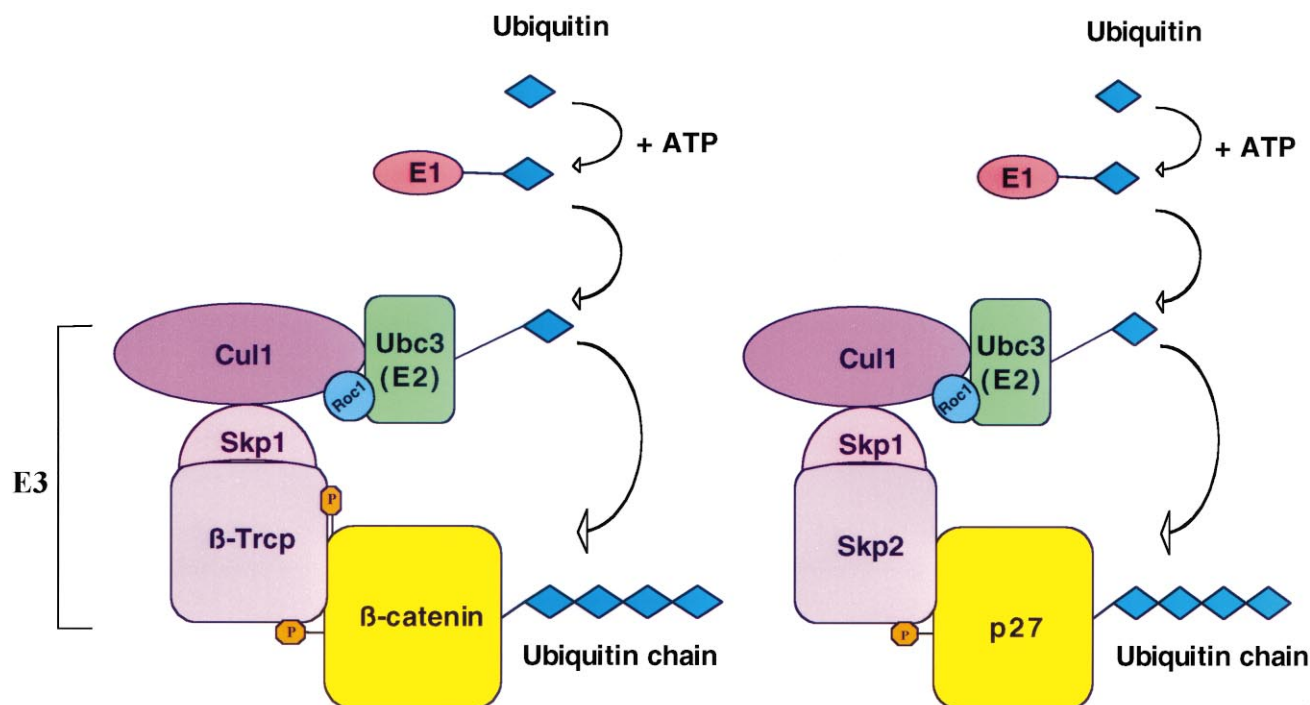 Ubiquitin
+ ATP
E1
Cul1
Ubc3
(E2)
Roc1
Skp1
E3
P
ß-Trcp
ß-catenin
P
Ubiquitin chain
Ubiquitin
+ ATP
E1
Cul1
Ubc3
(E2)
Roc1
Skp1
Skp2
p27
P
Ubiquitin chain